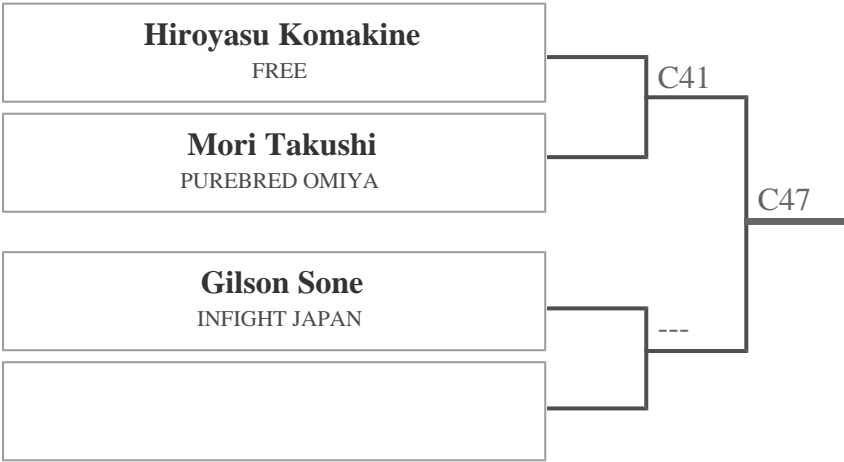 Hiroyasu Komakine
FREE
C41
Mori Takushi
PUREBRED OMIYA
C47
Gilson Sone
INFIGHT JAPAN
---